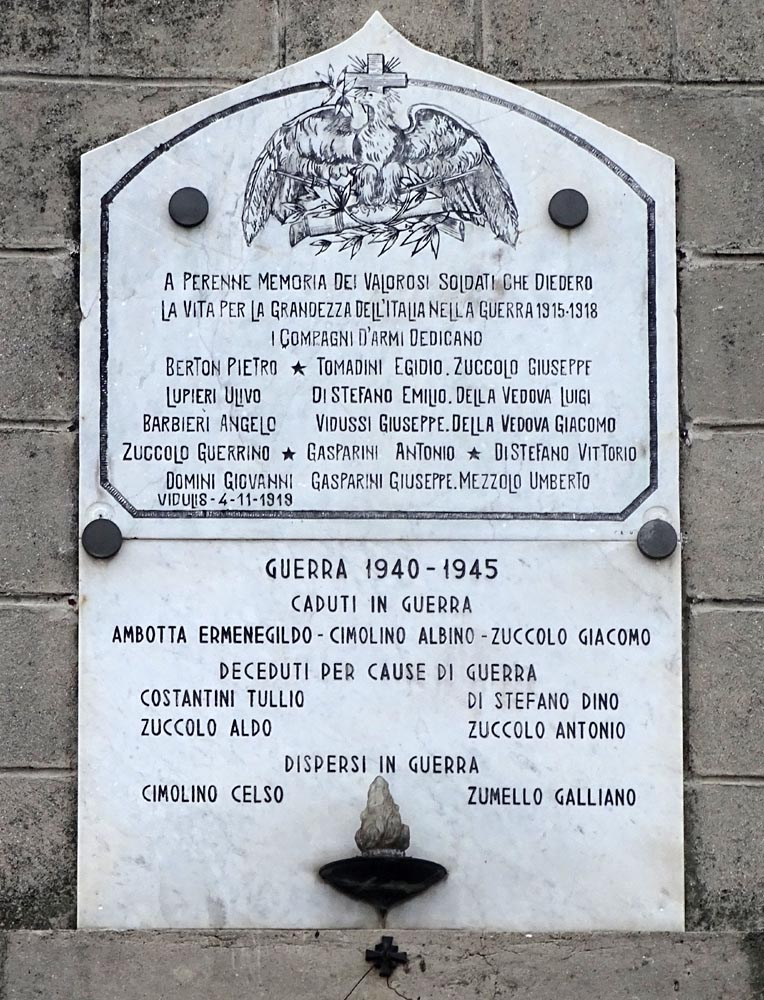 A PERENNE MEMORIA DEI VALOROSI SOLDATI CHE DIEDERO
LA VITA PER LA GRANDEZZA DELL'ITALIA NELLA GUERRA 1915·1918
I COMPAGNI D'ARMI DEDICANO
BERTON PIETRO ★ TOMADINI EGIDIO . ZUCCOLO GIUSEPPE
LUPIERI ULIVO DI STEFANO EMILIO . DELLA VEDOVA LUIGI
BARBIERI ANGELO VIDUSSI GIUSEPPE . DELLA VEDOVA GIACOMO
ZUCCOLO GUERRINO ★ GASPARINI ANTONIO ★ DI STEFANO VITTORIO
DOMINI GIOVANNI GASPARINI GIUSEPPE . MEZZOLO UMBERTO
VIDULIS - 4-11-1919
GUERRA 1940 - 1945
CADUTI IN GUERRA
AMBOTTA ERMENEGILDO - CIMOLINO ALBINO - ZUCCOLO GIACOMO
DECEDUTI PER CAUSE DI GUERRA
COSTANTINI TULLIO DI STEFANO DINO
ZUCCOLO ALDO ZUCCOLO ANTONIO
DISPERSI IN GUERRA
CIMOLINO CELSO ZUMELLO GALLIANO